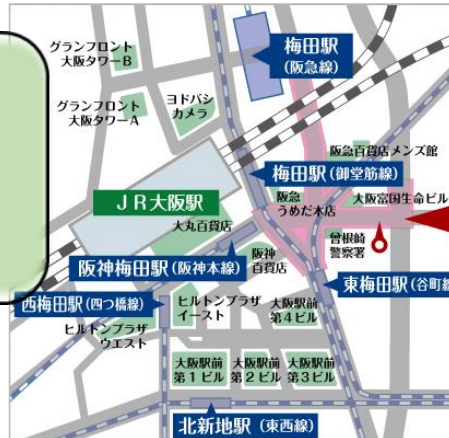 梅田駅
(阪急線)
グランフロント
大阪タワーB
グランフロント
大阪タワーA
ヨドバシ
カメラ
阪急百貨店メンズ館
梅田駅(御堂筋線)
JR大阪駅
阪急
うめだ本店
大阪富国生命ビル
大丸百貨店
曾根崎
警察署
阪神梅田駅(阪神本線)
阪神
百貨店
東梅田駅(谷町線
西梅田駅(四つ橋線)
ヒルトンプラザ
イースト
大阪駅前
第4ビル
ヒルトンプラザ
ウエスト
大阪駅前
第1ビル
大阪駅前
第2ビル
大阪駅前
第3ビル
北新地駅(東西線)